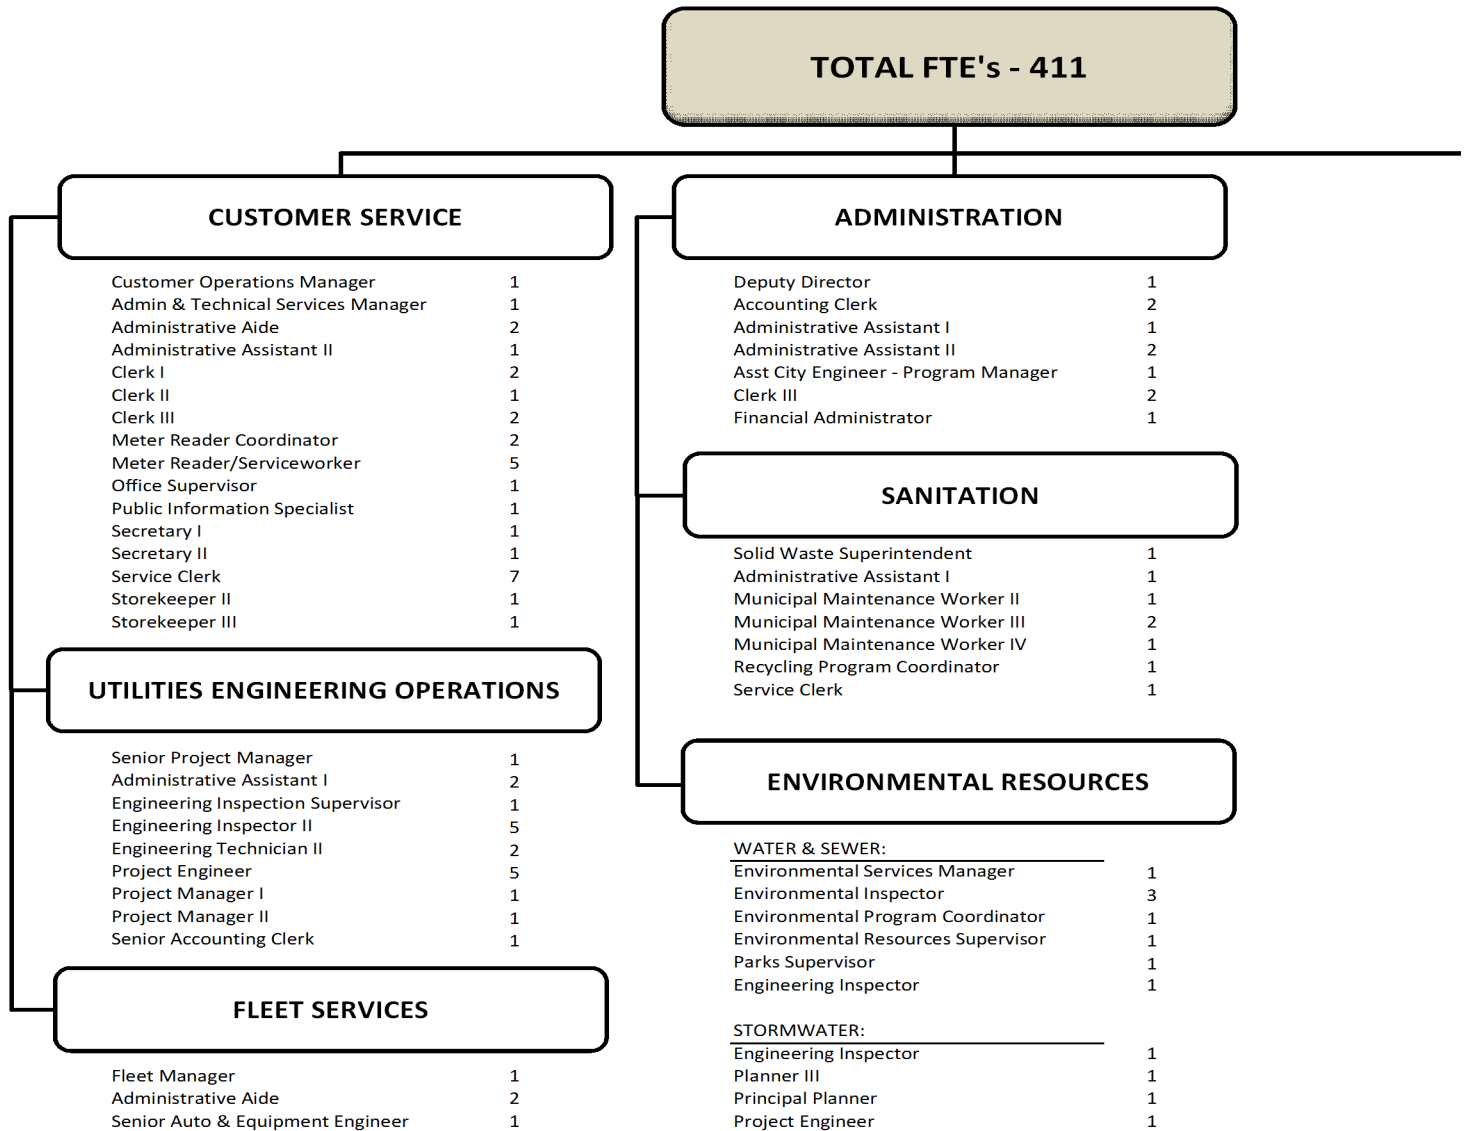 TOTAL FTE's - 411
CUSTOMER SERVICE
Customer Operations Manager 1
Admin & Technical Services Manager 1
Administrative Aide 2
Administrative Assistant II 1
Clerk I 2
Clerk II 1
Clerk III 2
Meter Reader Coordinator 2
Meter Reader/Serviceworker 5
Office Supervisor 1
Public Information Specialist 1
Secretary I 1
Secretary II 1
Service Clerk 7
Storekeeper II 1
Storekeeper III 1
UTILITIES ENGINEERING OPERATIONS
Senior Project Manager 1
Administrative Assistant I 2
Engineering Inspection Supervisor 1
Engineering Inspector II 5
Engineering Technician II 2
Project Engineer 5
Project Manager I 1
Project Manager II 1
Senior Accounting Clerk 1
FLEET SERVICES
Fleet Manager 1
Administrative Aide 2
Senior Auto & Equipment Engineer 1
ADMINISTRATION
Deputy Director 1
Accounting Clerk 2
Administrative Assistant I 1
Administrative Assistant II 2
Asst City Engineer - Program Manager 1
Clerk III 2
Financial Administrator 1
SANITATION
Solid Waste Superintendent 1
Administrative Assistant I 1
Municipal Maintenance Worker II 1
Municipal Maintenance Worker III 2
Municipal Maintenance Worker IV 1
Recycling Program Coordinator 1
Service Clerk 1
ENVIRONMENTAL RESOURCES
WATER & SEWER:
Environmental Services Manager 1
Environmental Inspector 3
Environmental Program Coordinator 1
Environmental Resources Supervisor 1
Parks Supervisor 1
Engineering Inspector 1
STORMWATER:
Engineering Inspector 1
Planner III 1
Principal Planner 1
Project Engineer 1